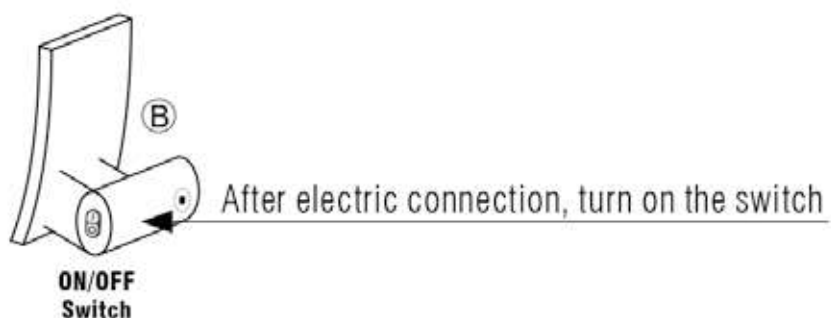 B
After electric connection, turn on the switch
ON/OFF
Switch